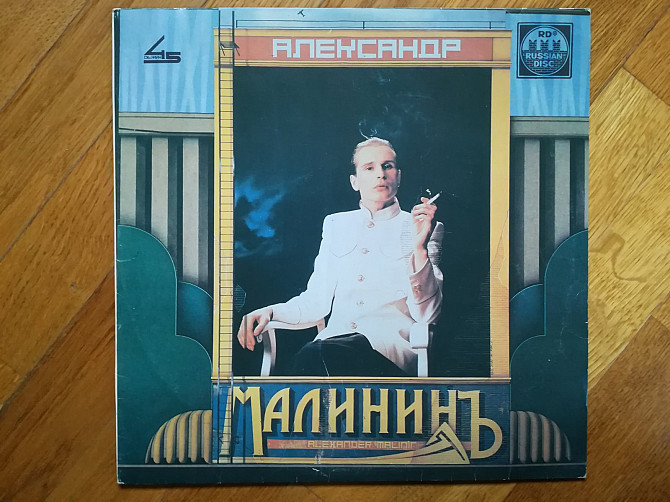 АЛЕКСАНДР
RD®
RUSSIAN
DISC
45
МАЛИНИНЪ
ALEXANDER MALININ